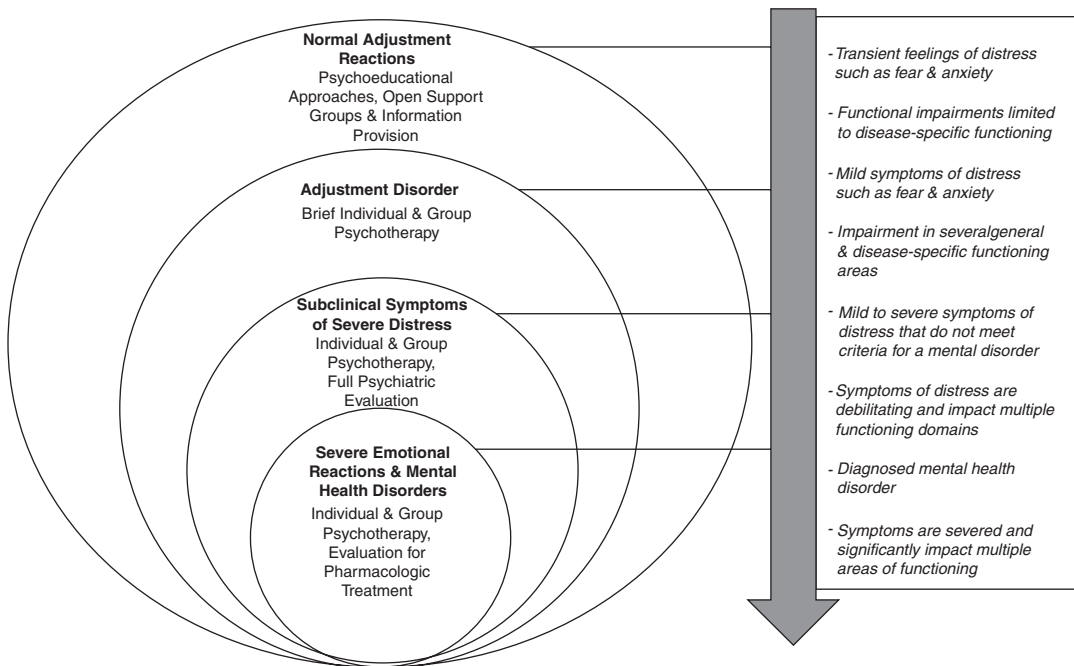 Normal Adjustment
Reactions
Psychoeducational
Approaches, Open Support
Groups & Information
Provision
Adjustment Disorder
Brief Individual & Group
Psychotherapy
Subclinical Symptoms
of Severe Distress
Individual & Group
Psychotherapy,
Full Psychiatric
Evaluation
Severe Emotional
Reactions & Mental
Health Disorders
Individual & Group
Psychotherapy,
Evaluation for
Pharmacologic
Treatment
- Transient feelings of distress
such as fear & anxiety
- Functional impairments limited
to disease-specific functioning
- Mild symptoms of distress
such as fear & anxiety
- Impairment in severalgeneral
& disease-specific functioning
areas
- Mild to severe symptoms of
distress that do not meet
criteria for a mental disorder
- Symptoms of distress are
debilitating and impact multiple
functioning domains
- Diagnosed mental health
disorder
- Symptoms are severed and
significantly impact multiple
areas of functioning